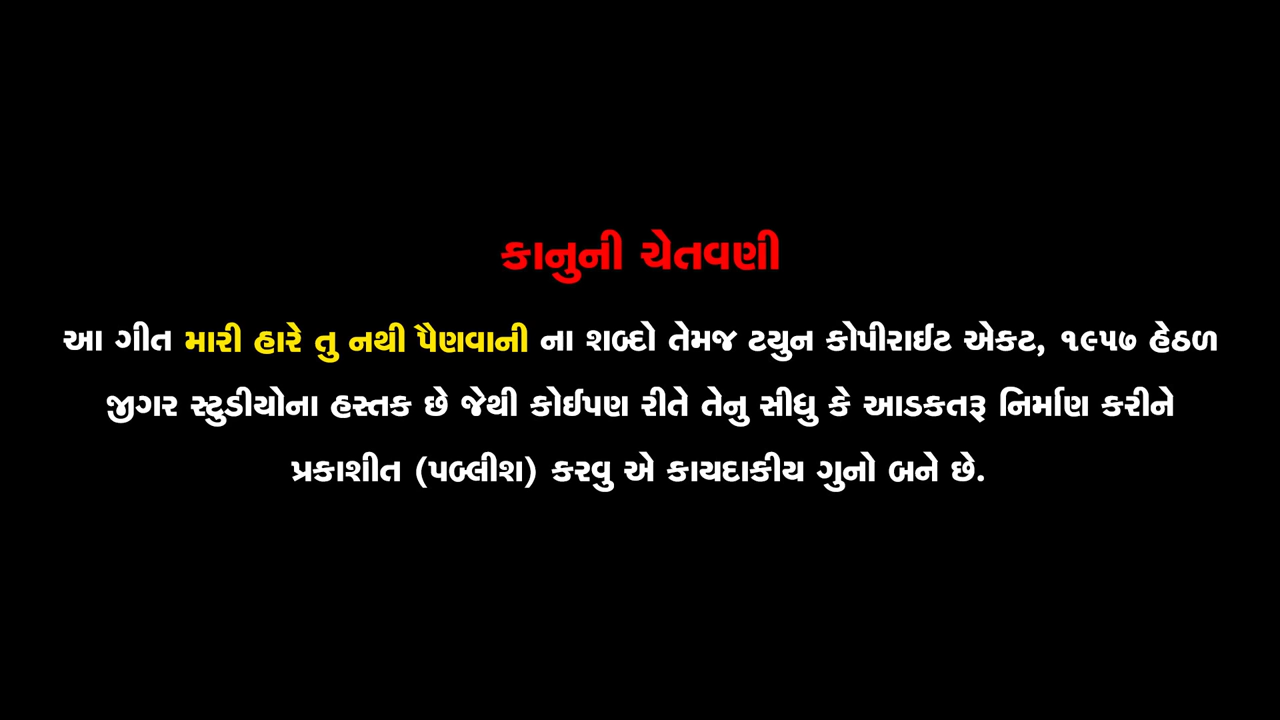 કાનુની ચેતવણી
આ ગીત મારી હારે તુ નથી પૈણવાની ના શબ્દો તેમજ ટયુન કોપીરાઈટ એકટ, ૧૯૫૭ હેઠળ
જીગર સ્ટુડીયોના હસ્તક છે જેથી કોઈપણ રીતે તેનુ સીધુ કે આડકતરૂ નિર્માણ કરીને
પ્રકાશીત (પબ્લીશ) કરવુ એ કાયદાકીય ગુનો બને છે.